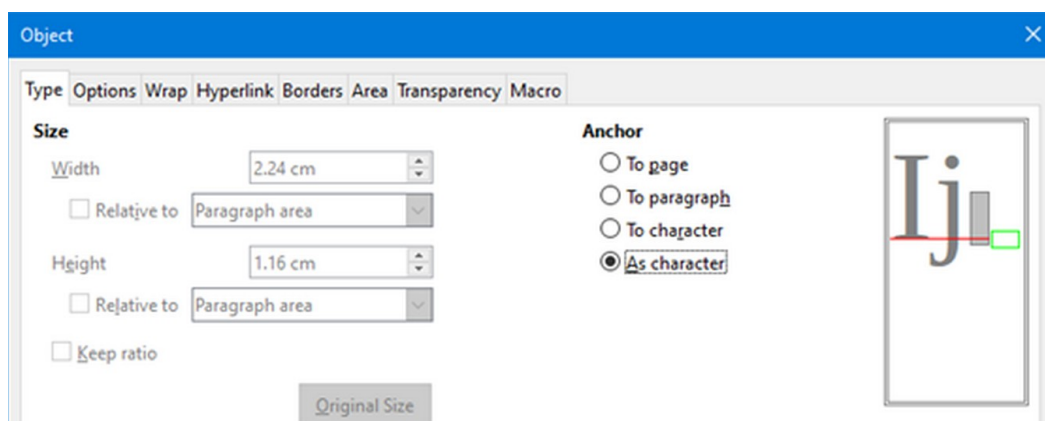 Object
Type Options Wrap Hyperlink Borders Area Transparency Macro
Size
Width 2.24 cm
Relative to Paragraph area
Height 1.16 cm
Relative to Paragraph area
Keep ratio
Original Size
Anchor
To page
To paragraph
To character
As character
Ij